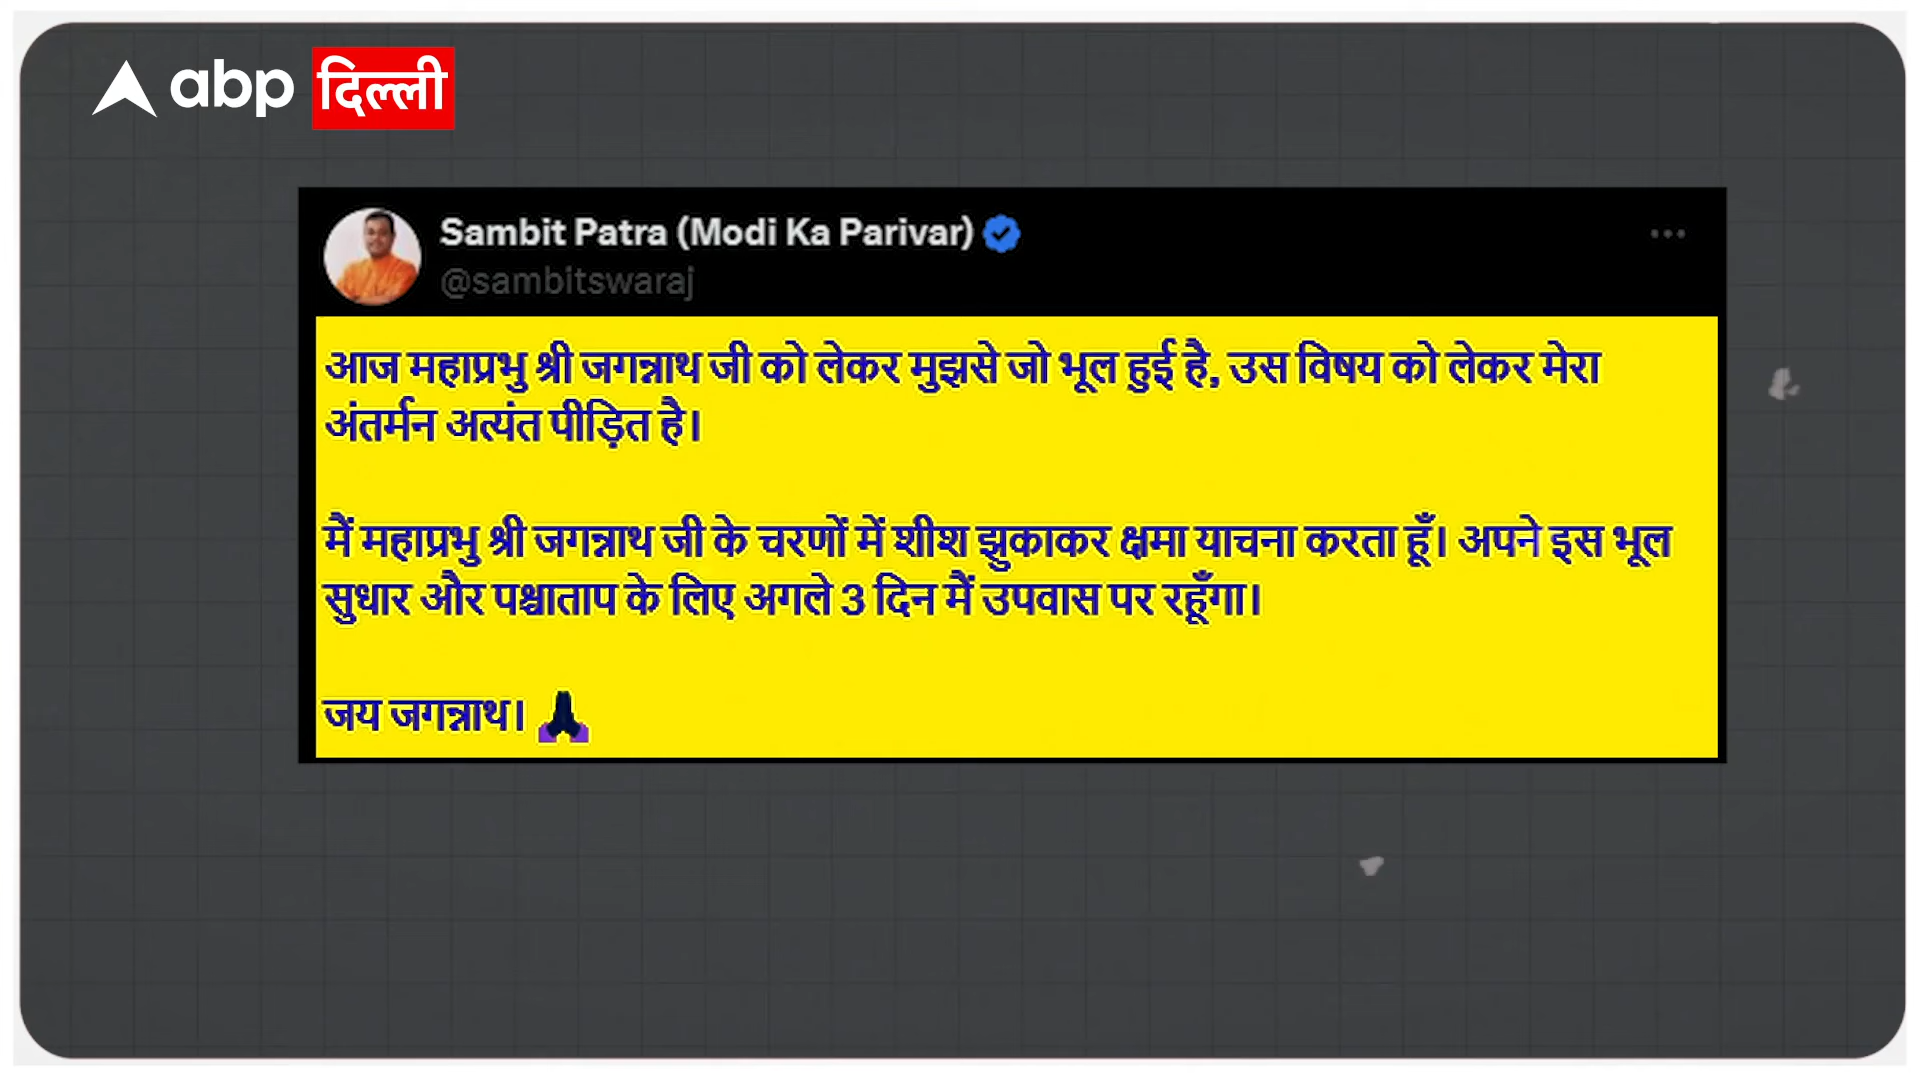 abp दिल्ली
Sambit Patra (Modi Ka Parivar)
@sambitswaraj
आज महाप्रभु श्री जगन्नाथ जी को लेकर मुझसे जो भूल हुई है, उस विषय को लेकर मेरा
अंतर्मन अत्यंत पीड़ित है।
मैं महाप्रभु श्री जगन्नाथ जी के चरणों में शीश झुकाकर क्षमा याचना करता हूँ। अपने इस भूल
सुधार और पश्चाताप के लिए अगले 3 दिन मैं उपवास पर रहूँगा।
जय जगन्नाथ। 🙏